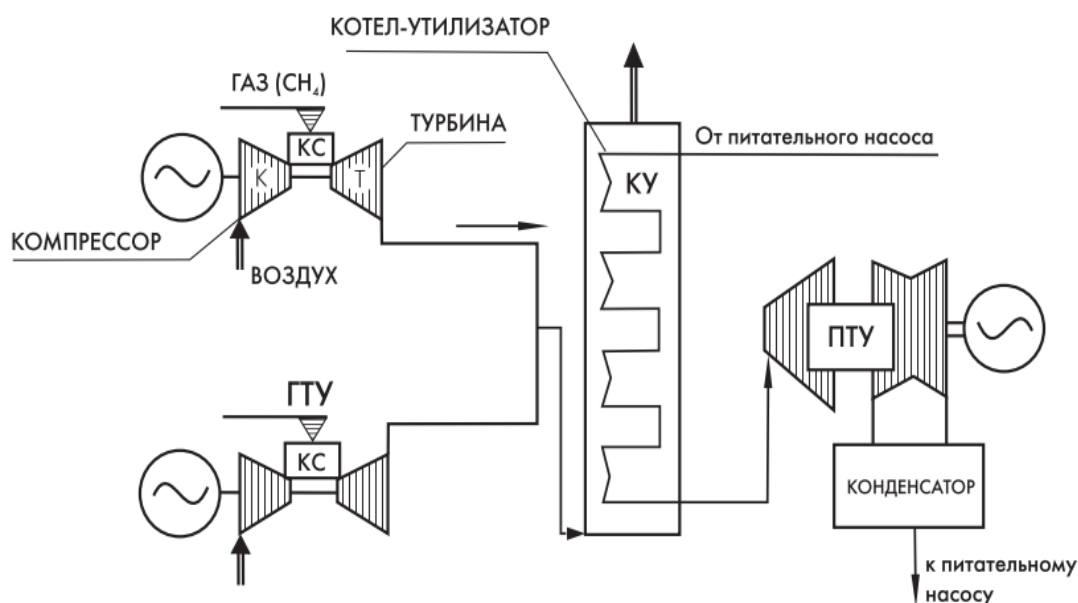 КОТЕЛ-УТИЛИЗАТОР
ГАЗ (CH₄)
ТУРБИНА
КС
От питательного насоса
К
Т
КУ
КОМПРЕССОР
ВОЗДУХ
ПТУ
ГТУ
КС
КОНДЕНСАТОР
к питательному
насосу